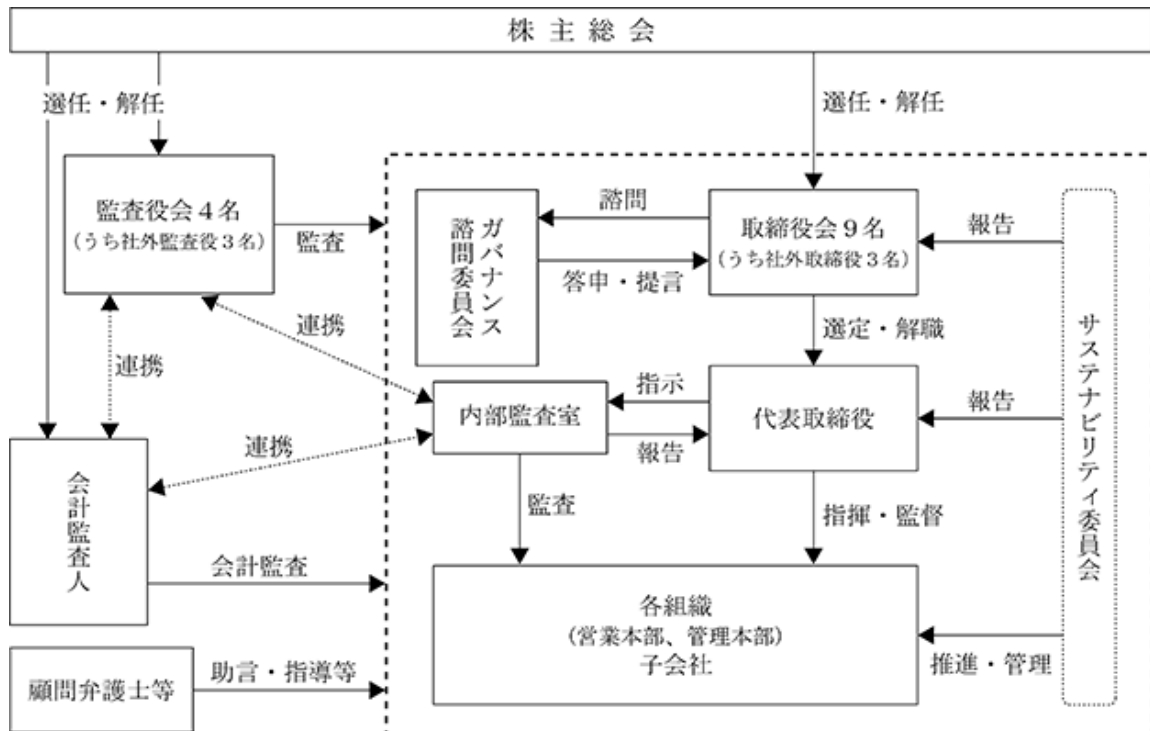 株主総会
選任・解任
選任・解任
監査役会4名
(うち社外監査役3名)
監査
ガバナンス
諮問委員会
諮問
答申・提言
取締役会9名
(うち社外取締役3名)
報告
サステナビリティ委員会
連携
連携
選定・解職
内部監査室
指示
報告
代表取締役
報告
連携
会計監査人
監査
指揮・監督
会計監査
各組織
(営業本部、管理本部)
子会社
推進・管理
顧問弁護士等
助言・指導等